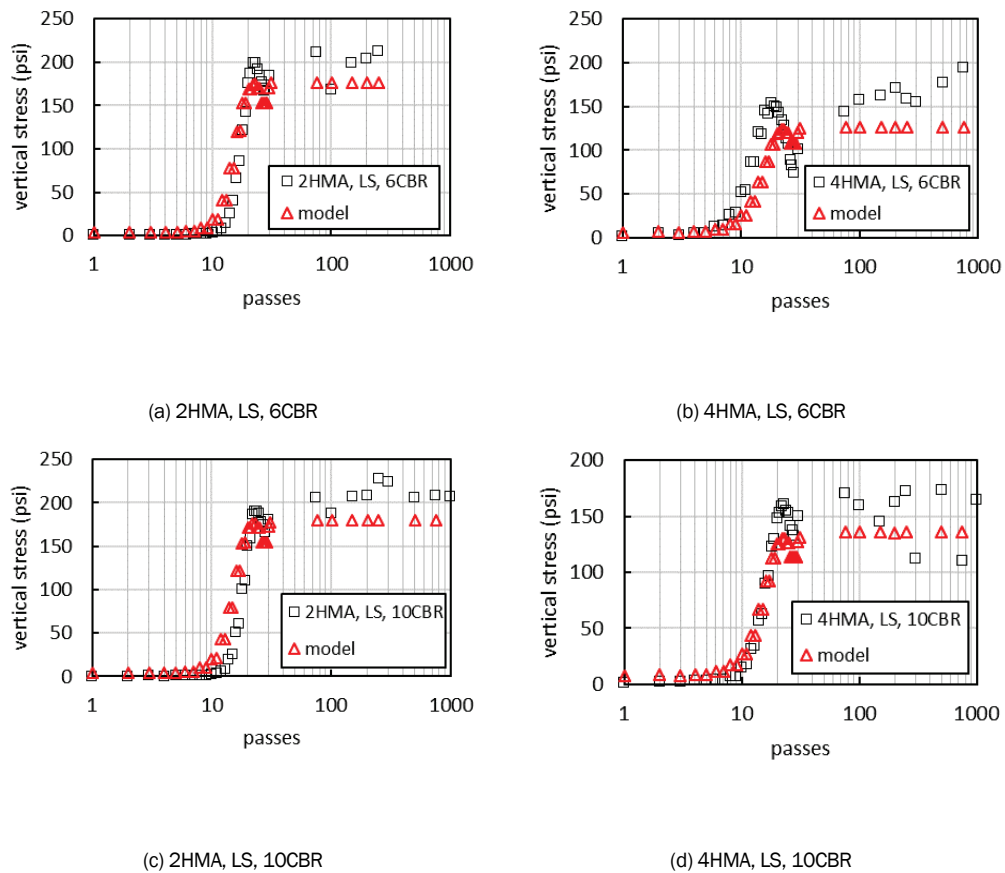 250
200
150
100
50
0
vertical stress (psi)
2HMA, LS, 6CBR
model
1 10 100 1000
passes
(a) 2HMA, LS, 6CBR
250
200
150
100
50
0
vertical stress (psi)
4HMA, LS, 6CBR
model
1 10 100 1000
passes
(b) 4HMA, LS, 6CBR
250
200
150
100
50
0
vertical stress (psi)
2HMA, LS, 10CBR
model
1 10 100 1000
passes
(c) 2HMA, LS, 10CBR
200
150
100
50
0
vertical stress (psi)
4HMA, LS, 10CBR
model
1 10 100 1000
passes
(d) 4HMA, LS, 10CBR